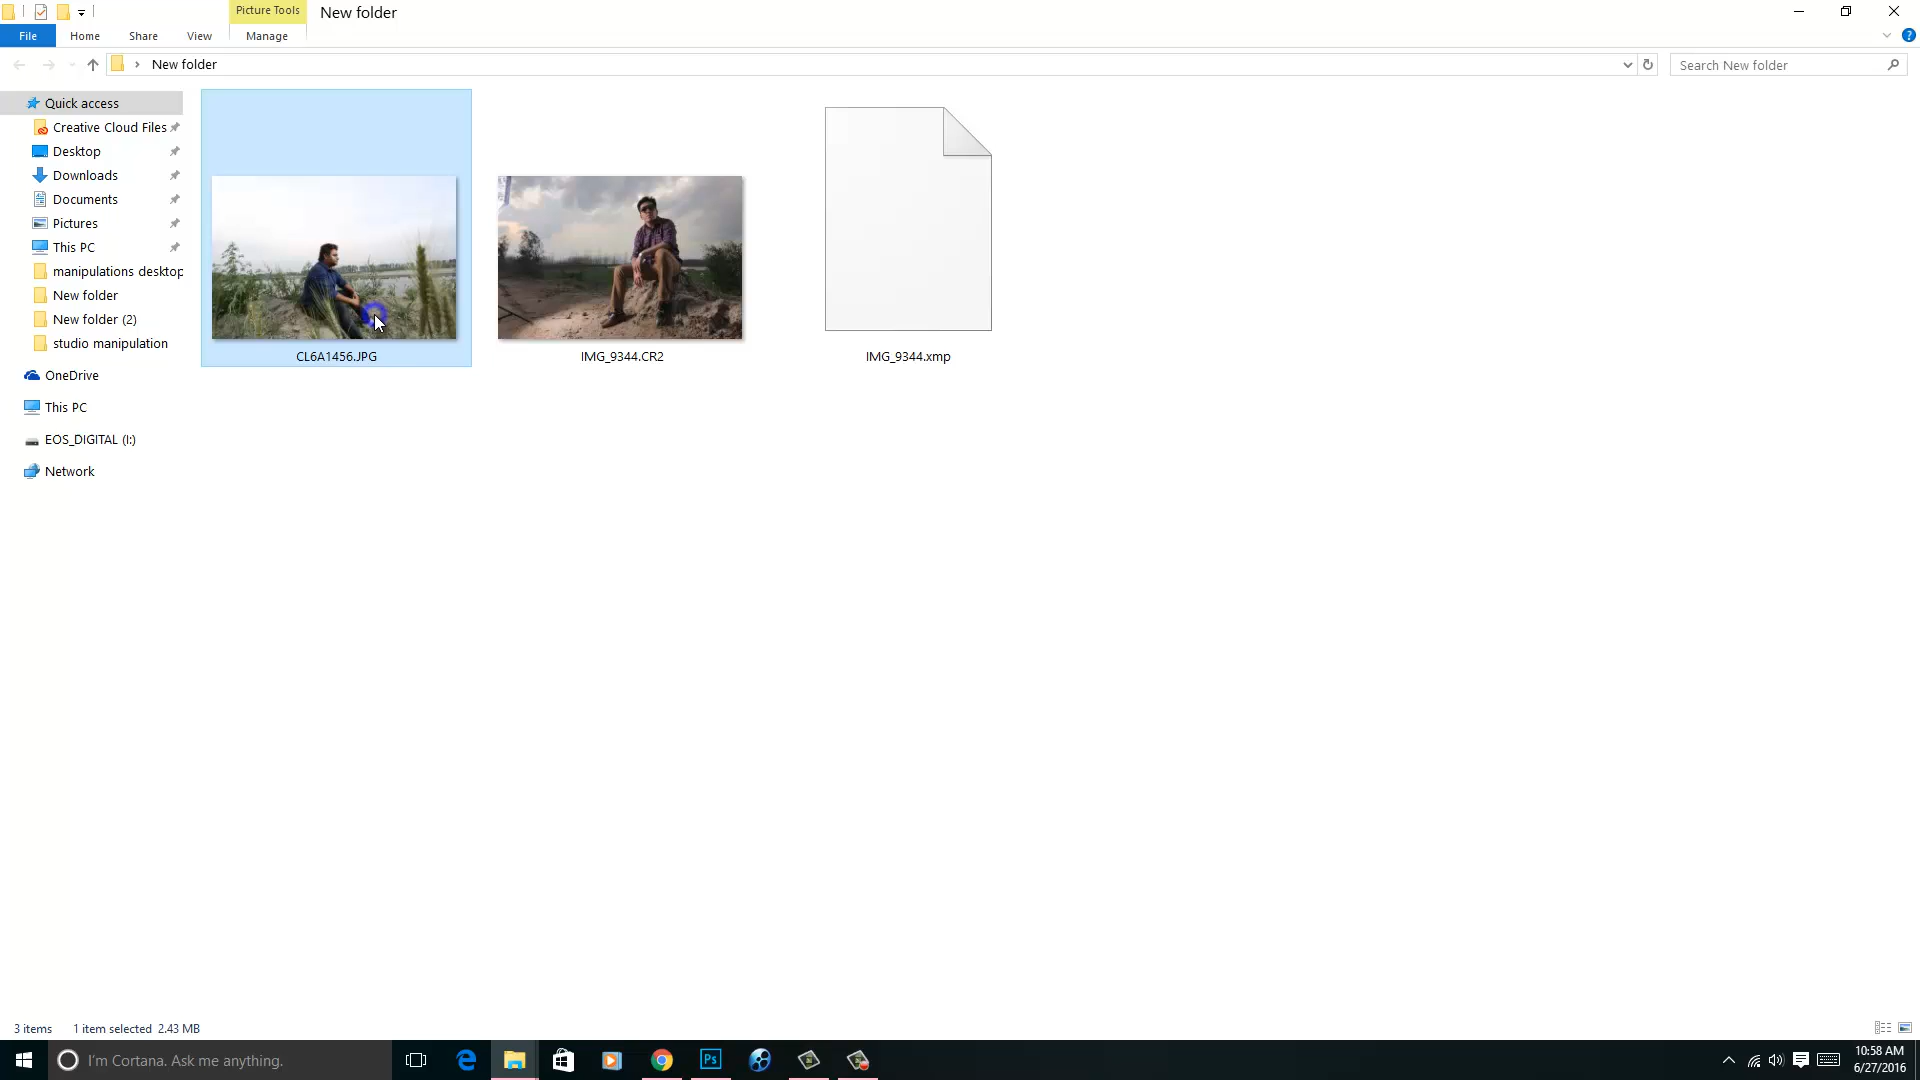 Picture Tools
New folder
File
Home
Share
View
Manage
New folder
Search New folder
Quick access
Creative Cloud Files
Desktop
Downloads
Documents
Pictures
This PC
manipulations desktop
New folder
New folder (2)
studio manipulation
OneDrive
This PC
EOS_DIGITAL (I:)
Network
CL6A1456.JPG
IMG_9344.CR2
IMG_9344.xmp
3 items
1 item selected 2.43 MB
I'm Cortana. Ask me anything.
Ps
10:58 AM
6/27/2016